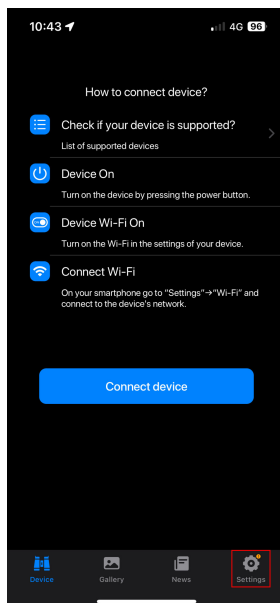 10:43
4G 96
How to connect device?
Check if your device is supported?
List of supported devices
Device On
Turn on the device by pressing the power button.
Device Wi-Fi On
Turn on the Wi-Fi in the settings of your device.
Connect Wi-Fi
On your smartphone go to “Settings”→“Wi-Fi” and
connect to the device's network.
Connect device
Device Gallery News Settings